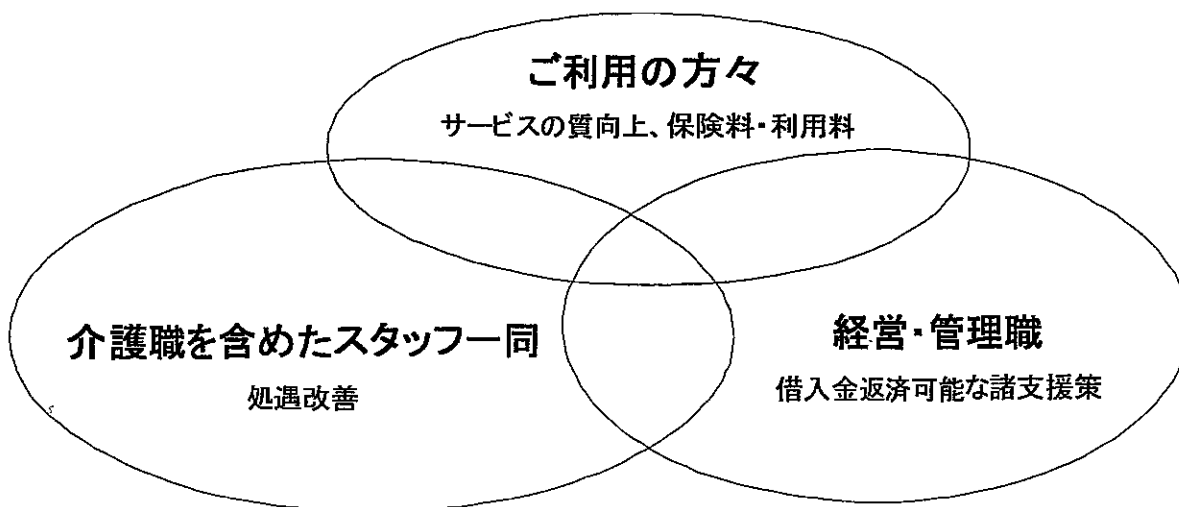 ご利用の方々
サービスの質向上、保険料・利用料
介護職を含めたスタッフ一同
処遇改善
経営・管理職
借入金返済可能な諸支援策